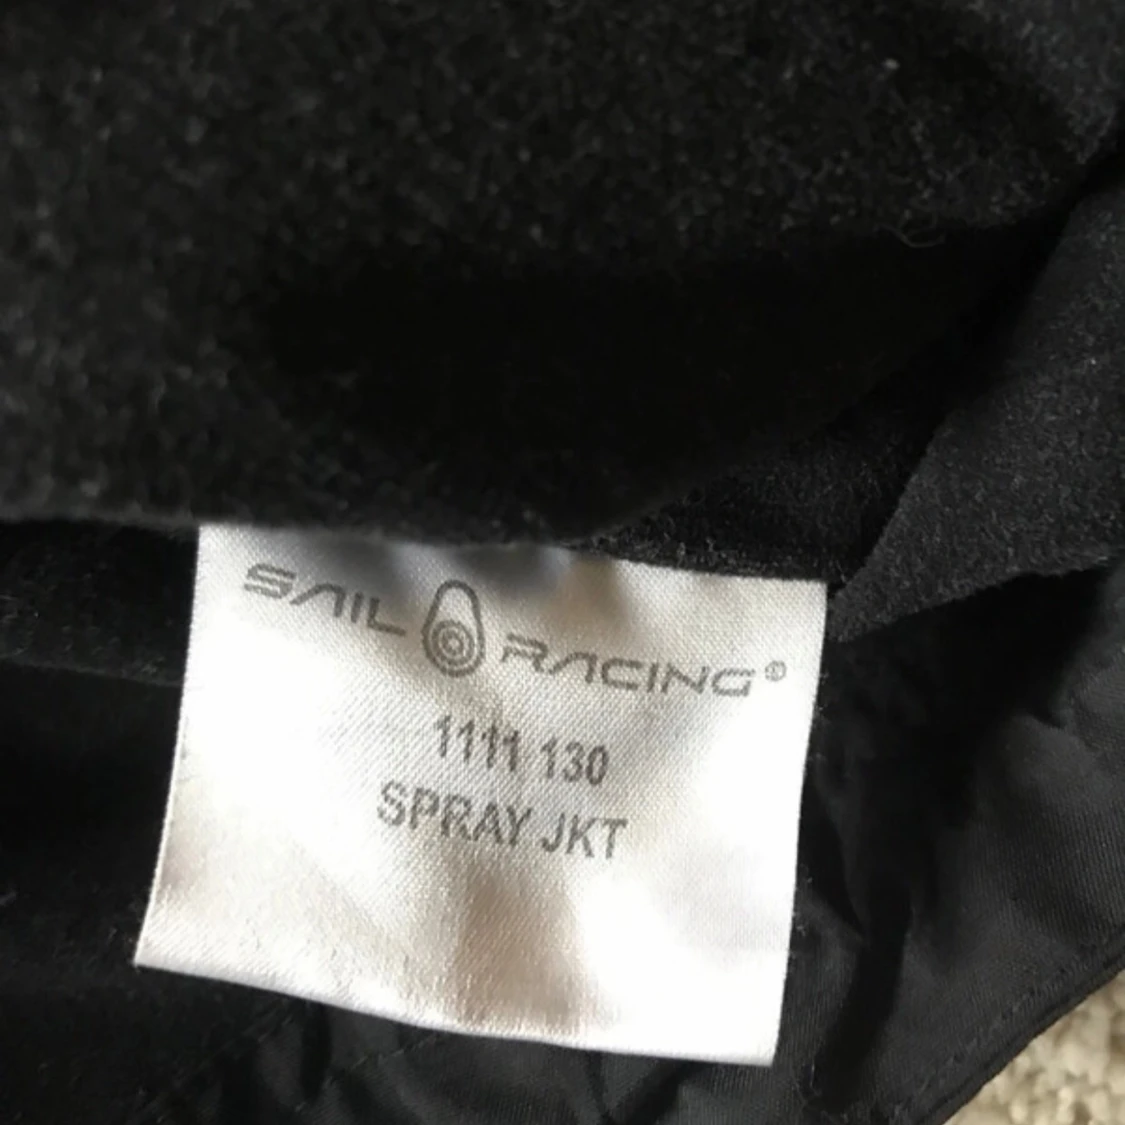 SAIL RACING®
1111 130
SPRAY JKT